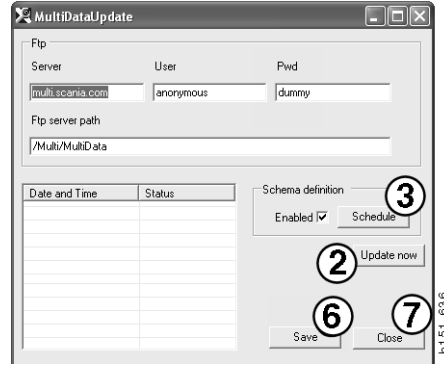 MultiDataUpdate
Ftp
Server User Pwd
multi.scania.com anonymous dummy
Ftp server path
/Multi/MultiData
Date and Time Status
Schema definition
3
Enabled Schedule
2 Update now
6 7
Save Close
b151 636